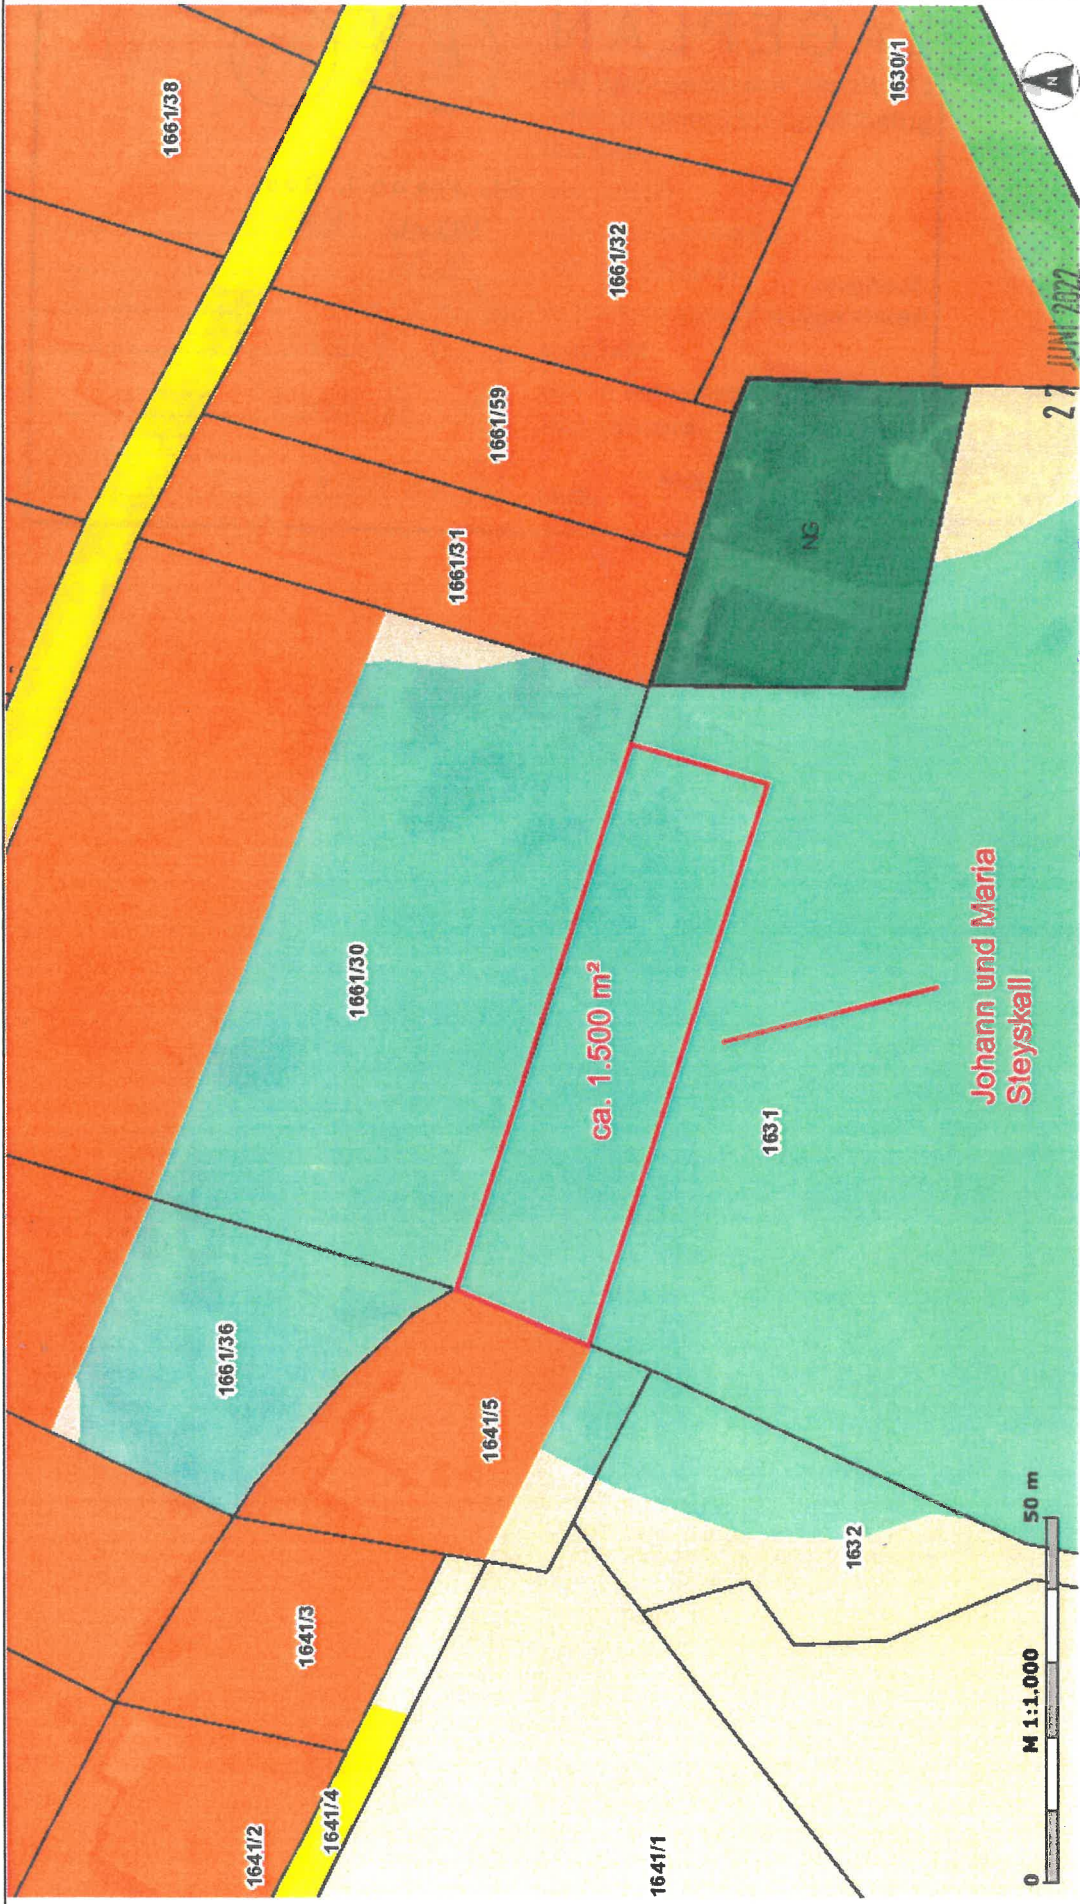 1661/38
1630/1
1661/32
1661/59
1661/31
NG
27 JUNI 2022
1661/30
ca. 1.500 m²
1631
Johann und Maria
Steyskall
1661/36
1641/5
1632
1641/3
1641/2
1641/4
1641/1
M 1:1.000
0
50 m
N